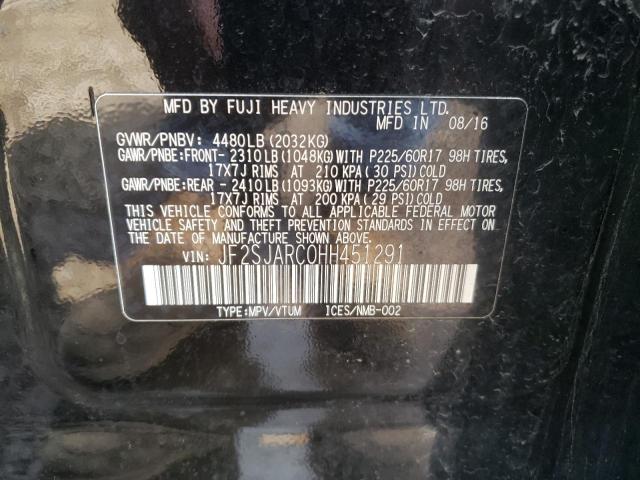 MFD BY FUJI HEAVY INDUSTRIES LTD.
MFD IN 08/16
GVWR/PNBV: 4480LB(2032KG)
GAWR/PNBE:FRONT- 2310LB(1048KG)WITH P225/60R17 98H TIRES,
17X7J RIMS AT 210 KPA(30 PSI)COLD
GAWR/PNBE:REAR - 2410LB(1093KG)WITH P225/60R17 98H TIRES,
17X7J RIMS AT 200 KPA(29 PSI)COLD
THIS VEHICLE CONFORMS TO ALL APPLICABLE FEDERAL MOTOR
VEHICLE SAFETY AND THEFT PREVENTION STANDARDS IN EFFECT
ON THE DATE OF MANUFACTURE SHOWN ABOVE.
VIN: JF2SJARC0HH451291
TYPE:MPV/VTUM ICES/NMB-002